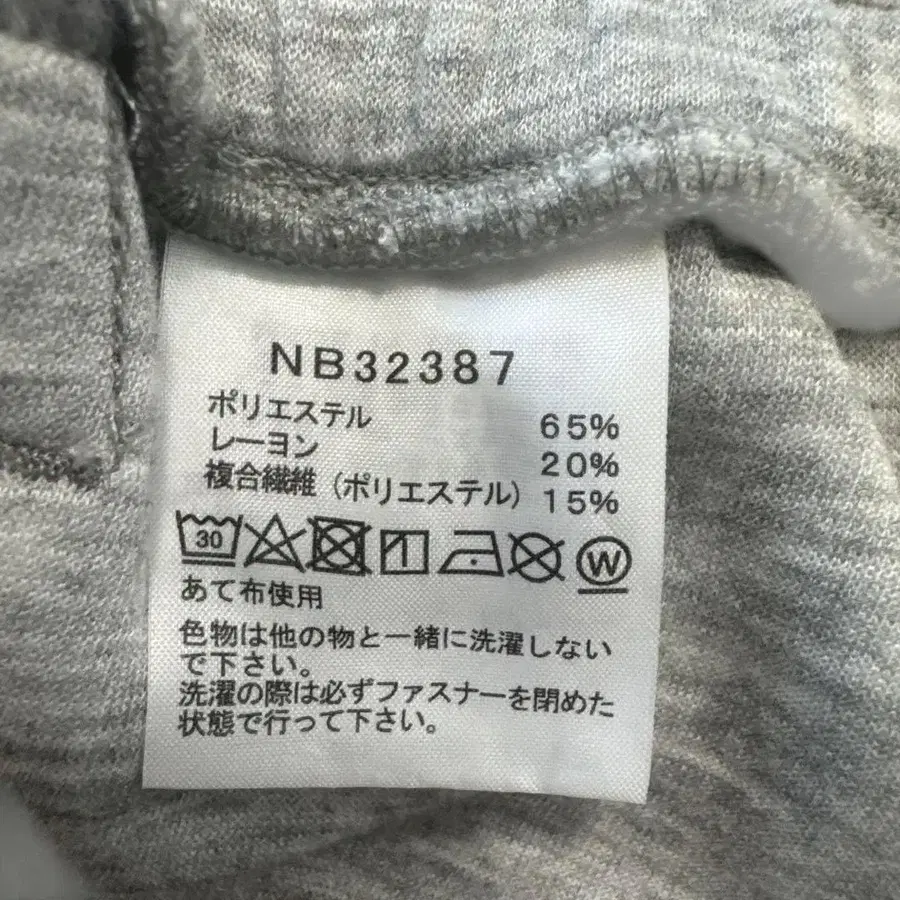 NB32387
ポリエステル 65%
レーヨン 20%
複合繊維（ポリエステル） 15%
30 W
あて布使用
色物は他の物と一緒に洗濯しない
で下さい。
洗濯の際は必ずファスナーを閉めた
状態で行って下さい。